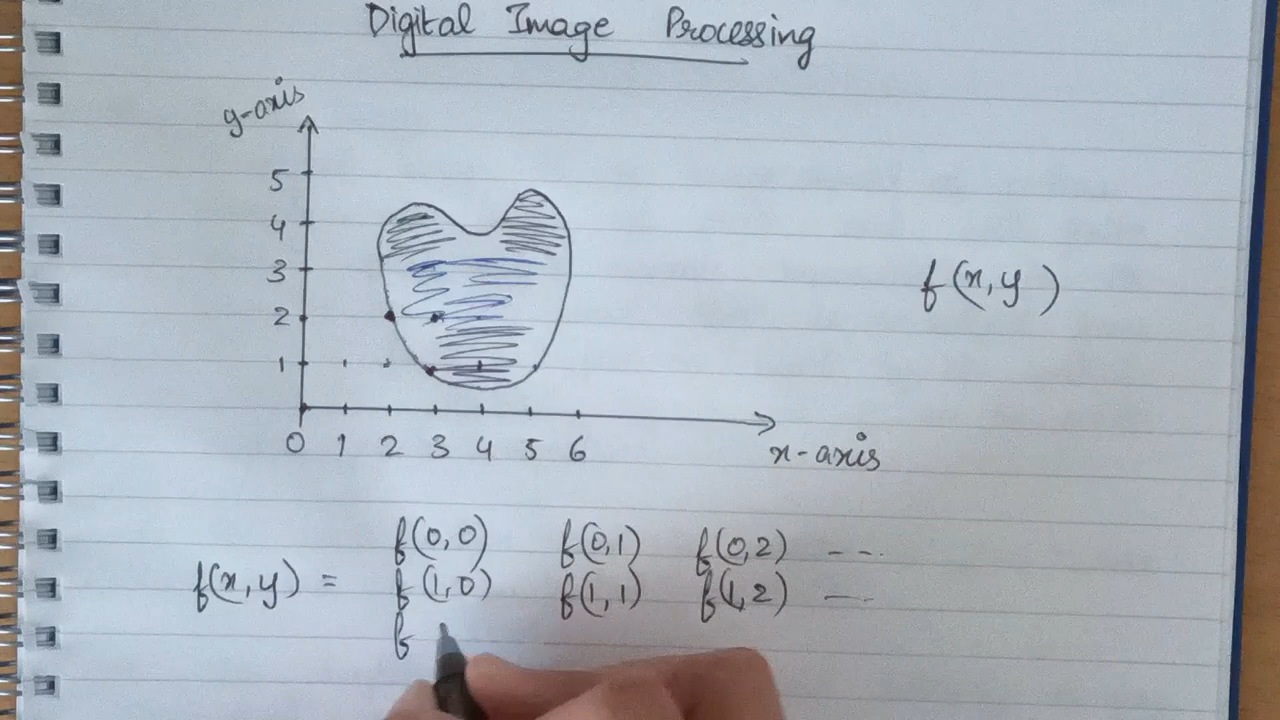 Digital Image Processing
y-axis
5
4
3
f(x,y)
2
1
0 1 2 3 4 5 6
x-axis
f(0,0) f(0,1) f(0,2) ---
f(x,y) = f(1,0) f(1,1) f(1,2) ---
f